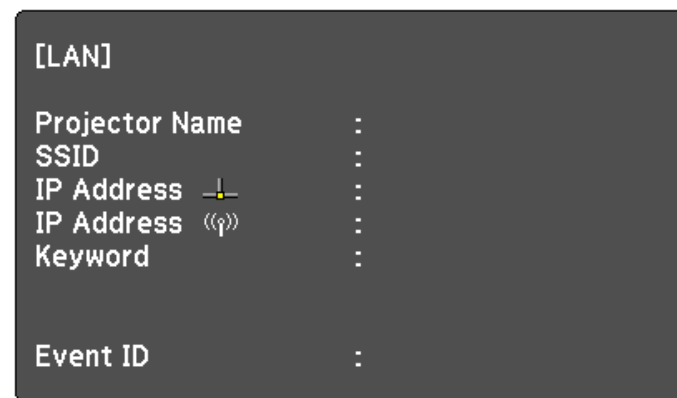 [LAN]
Projector Name :
SSID :
IP Address :
IP Address :
Keyword :
Event ID :